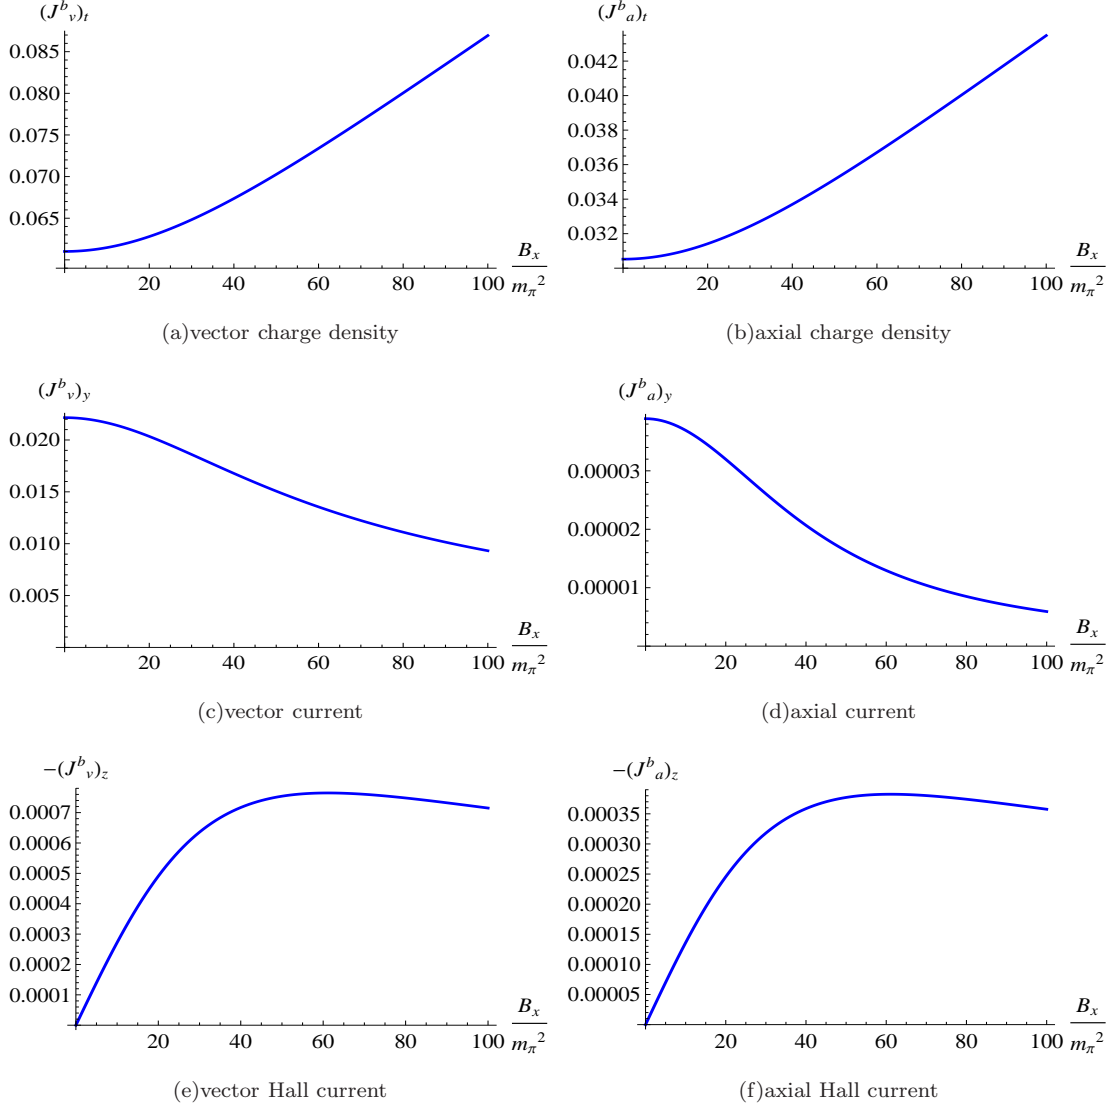 (J^b_v)_t
0.085
0.080
0.075
0.070
0.065
20 40 60 80 100
B_x
m_π^2
(a)vector charge density
(J^b_a)_t
0.042
0.040
0.038
0.036
0.034
0.032
20 40 60 80 100
B_x
m_π^2
(b)axial charge density
(J^b_v)_y
0.020
0.015
0.010
0.005
20 40 60 80 100
B_x
m_π^2
(c)vector current
(J^b_a)_y
0.00003
0.00002
0.00001
20 40 60 80 100
B_x
m_π^2
(d)axial current
−(J^b_v)_z
0.0007
0.0006
0.0005
0.0004
0.0003
0.0002
0.0001
20 40 60 80 100
B_x
m_π^2
(e)vector Hall current
−(J^b_a)_z
0.00035
0.00030
0.00025
0.00020
0.00015
0.00010
0.00005
20 40 60 80 100
B_x
m_π^2
(f)axial Hall current